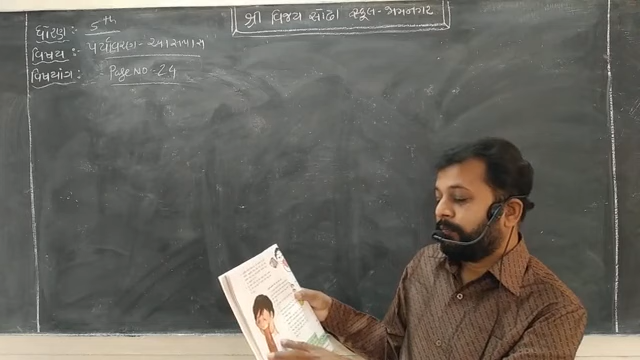 શ્રી વિજય સોઢા સ્કૂલ - જામનગર
ધોરણ :- 5th
વિષય :- પર્યાવરણ - આસપાસ
વિષયાંગ :- Page No - 24